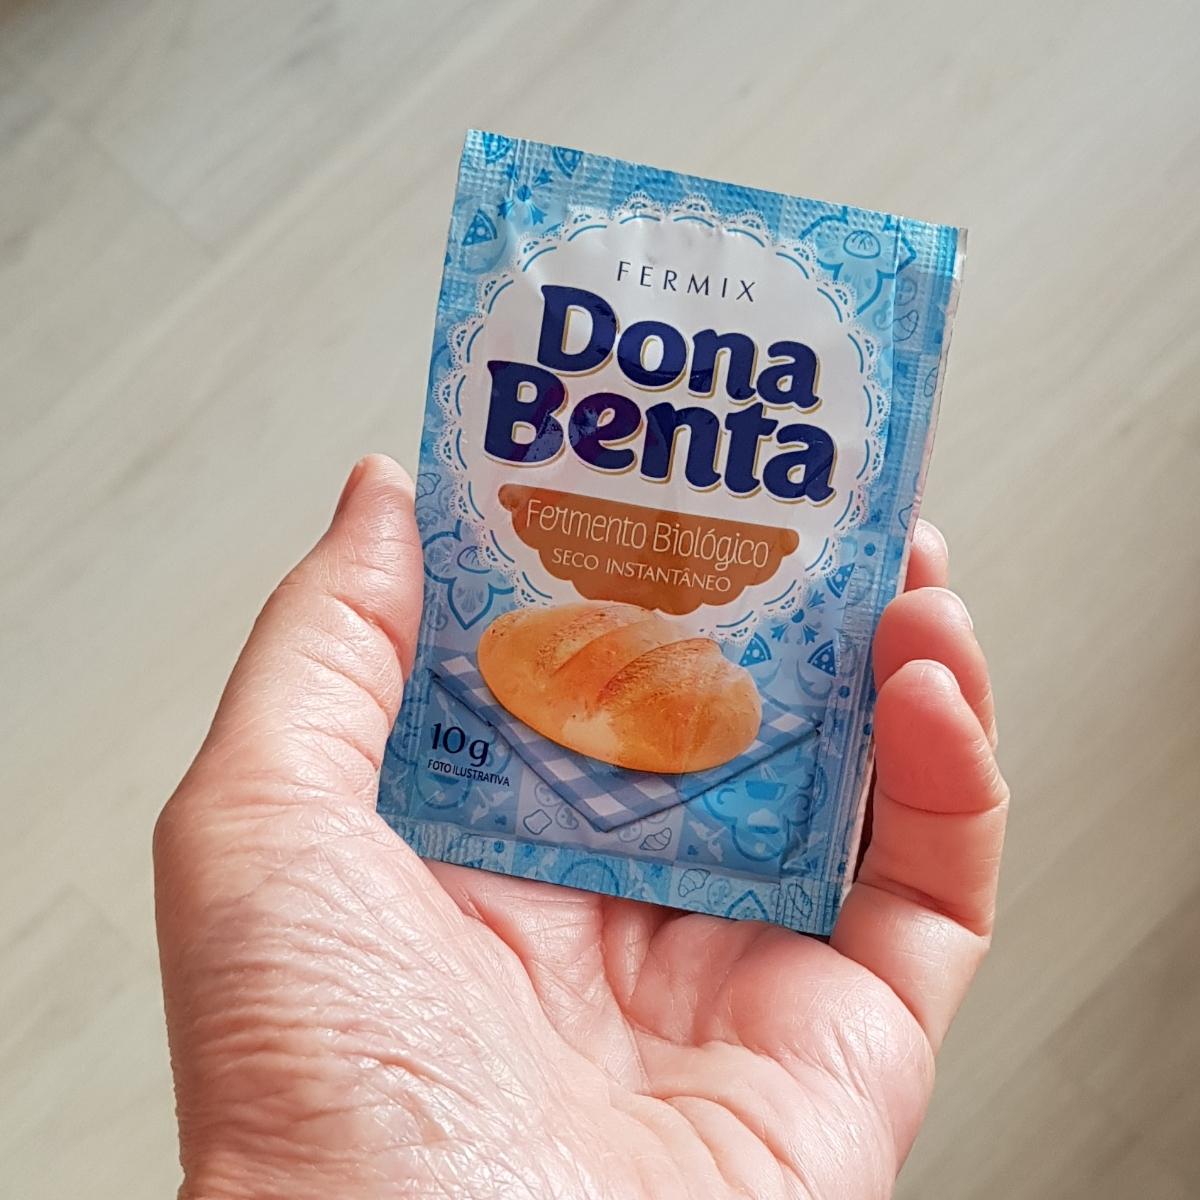 FERMIX
Dona
Benta
Fermento Biológico
SECO INSTANTÂNEO
10g
FOTO ILUSTRATIVA